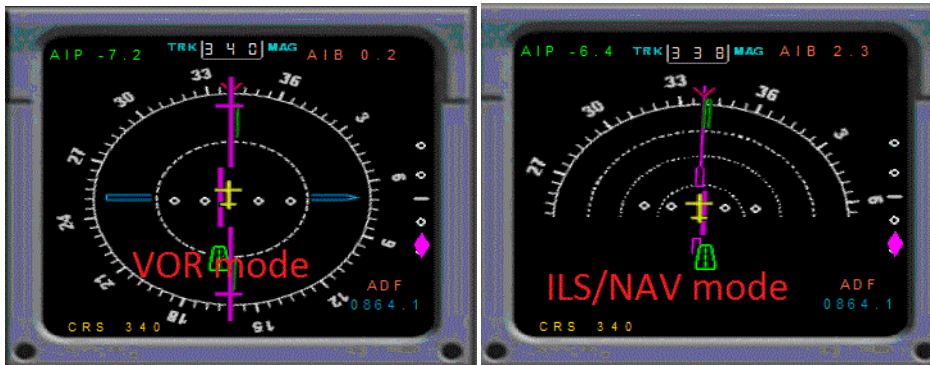 AIP -7.2 TRK 340 MAG AIB 0.2
33
36
30
3
27
6
24
9
21
12
18
15
VOR mode
ADF
0864.1
CRS 340
AIP -6.4 TRK 338 MAG AIB 2.3
33
36
30
3
27
6
ILS/NAV mode
ADF
0864.1
CRS 340